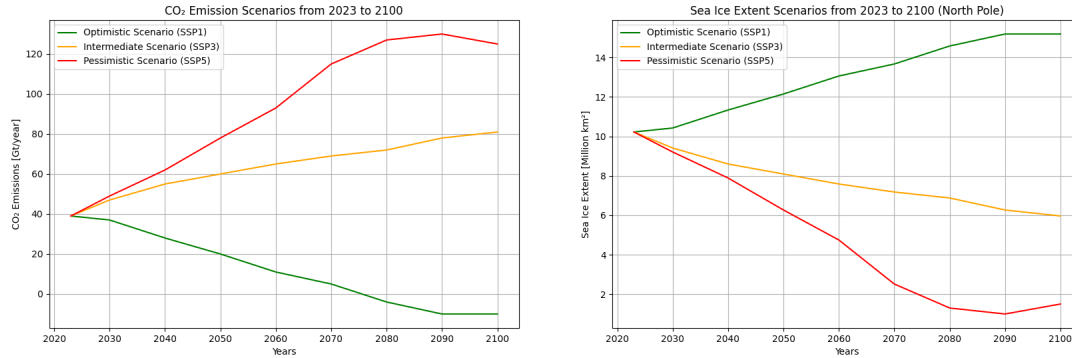 CO₂ Emission Scenarios from 2023 to 2100
Optimistic Scenario (SSP1)
Intermediate Scenario (SSP3)
Pessimistic Scenario (SSP5)
CO₂ Emissions [Gt/year]
120
100
80
60
40
20
0
2020 2030 2040 2050 2060 2070 2080 2090 2100
Years
Sea Ice Extent Scenarios from 2023 to 2100 (North Pole)
Optimistic Scenario (SSP1)
Intermediate Scenario (SSP3)
Pessimistic Scenario (SSP5)
Sea Ice Extent [Million km²]
14
12
10
8
6
4
2
2020 2030 2040 2050 2060 2070 2080 2090 2100
Years